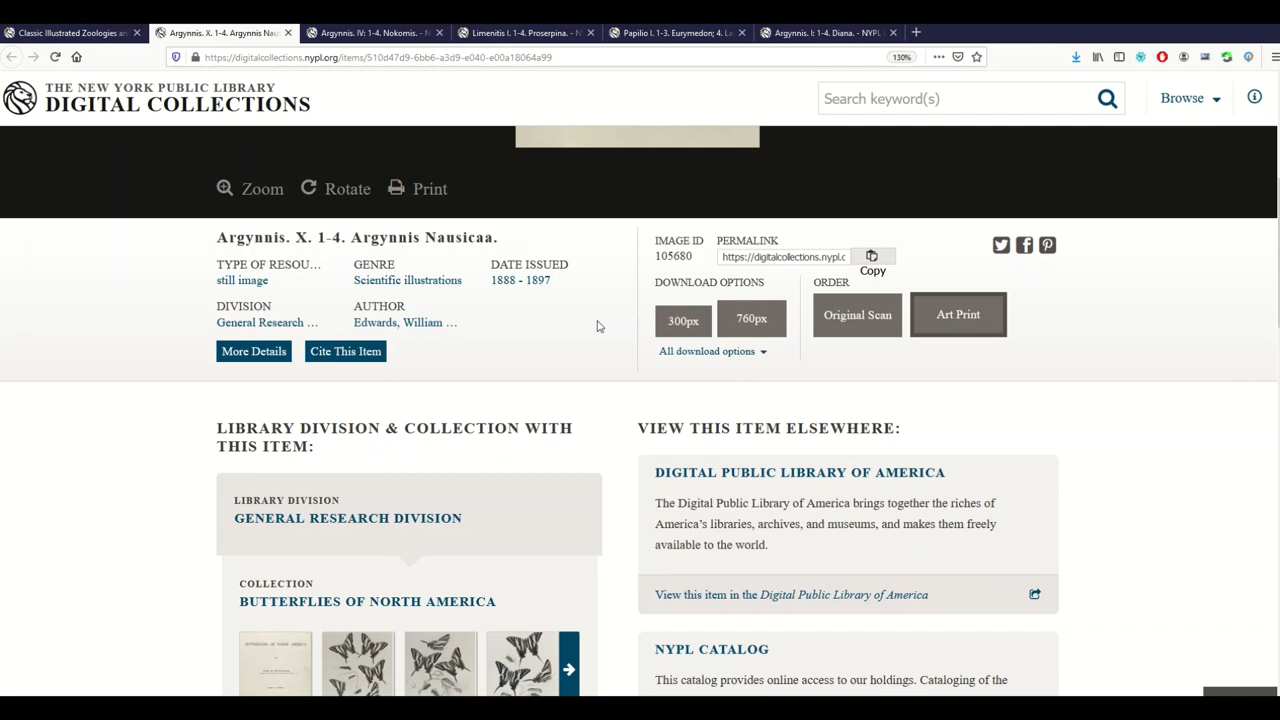 Classic Illustrated Zoologies and
Argynnis. X. 1-4. Argynnis Naus
Argynnis. IV: 1-4. Nokomis. - N
Limenitis I. 1-4. Proserpina. - N
Papilio I. 1-3. Eurymedon; 4. L
Argynnis. I: 1-4. Diana. - NYPL
https://digitalcollections.nypl.org/items/510d47d9-6bb6-a3d9-e040-e00a18064a99
130%
THE NEW YORK PUBLIC LIBRARY
DIGITAL COLLECTIONS
Search keyword(s)
Browse
Zoom
Rotate
Print
Argynnis. X. 1-4. Argynnis Nausicaa.
TYPE OF RESOU...
still image
GENRE
Scientific illustrations
DATE ISSUED
1888 - 1897
DIVISION
General Research ...
AUTHOR
Edwards, William ...
More Details
Cite This Item
IMAGE ID
105680
PERMALINK
https://digitalcollections.nypl.c
Copy
DOWNLOAD OPTIONS
300px
760px
All download options
ORDER
Original Scan
Art Print
LIBRARY DIVISION & COLLECTION WITH
THIS ITEM:
LIBRARY DIVISION
GENERAL RESEARCH DIVISION
COLLECTION
BUTTERFLIES OF NORTH AMERICA
VIEW THIS ITEM ELSEWHERE:
DIGITAL PUBLIC LIBRARY OF AMERICA
The Digital Public Library of America brings together the riches of
America's libraries, archives, and museums, and makes them freely
available to the world.
View this item in the Digital Public Library of America
NYPL CATALOG
This catalog provides online access to our holdings. Cataloging of the